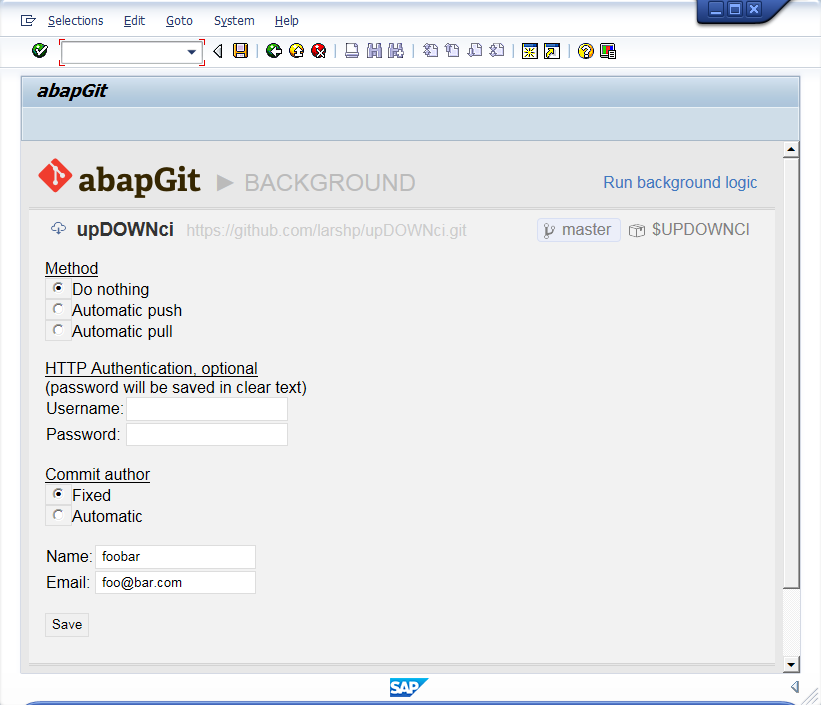 Selections Edit Goto System Help
abapGit
abapGit ► BACKGROUND Run background logic
upDOWNci https://github.com/larshp/upDOWNci.git master $UPDOWNCI
Method
Do nothing
Automatic push
Automatic pull
HTTP Authentication, optional
(password will be saved in clear text)
Username:
Password:
Commit author
Fixed
Automatic
Name: foobar
Email: foo@bar.com
Save
SAP